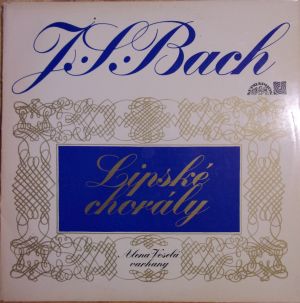 J.S.Bach
Lipské
chorály
Alena Veselá
varhany